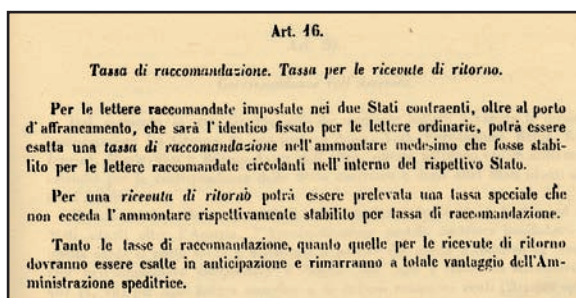 Art. 16.
Tassa di raccomandazione. Tassa per le ricevute di ritorno.
Per le lettere raccomandate impostate nei due Stati contraenti, oltre al porto
d'affrancamento, che sarà l'identico fissato per le lettere ordinarie, potrà essere
esatta una tassa di raccomandazione nell'ammontare medesimo che fosse stabi-
lito per le lettere raccomandate circolanti nell'interno del rispettivo Stato.
Per una ricevuta di ritorno potrà essere prelevata una tassa speciale che
non ecceda l'ammontare rispettivamente stabilito per tassa di raccomandazione.
Tanto le tasse di raccomandazione, quanto quelle per le ricevute di ritorno
dovranno essere esatte in anticipazione e rimarranno a totale vantaggio dell'Am-
ministrazione speditrice.